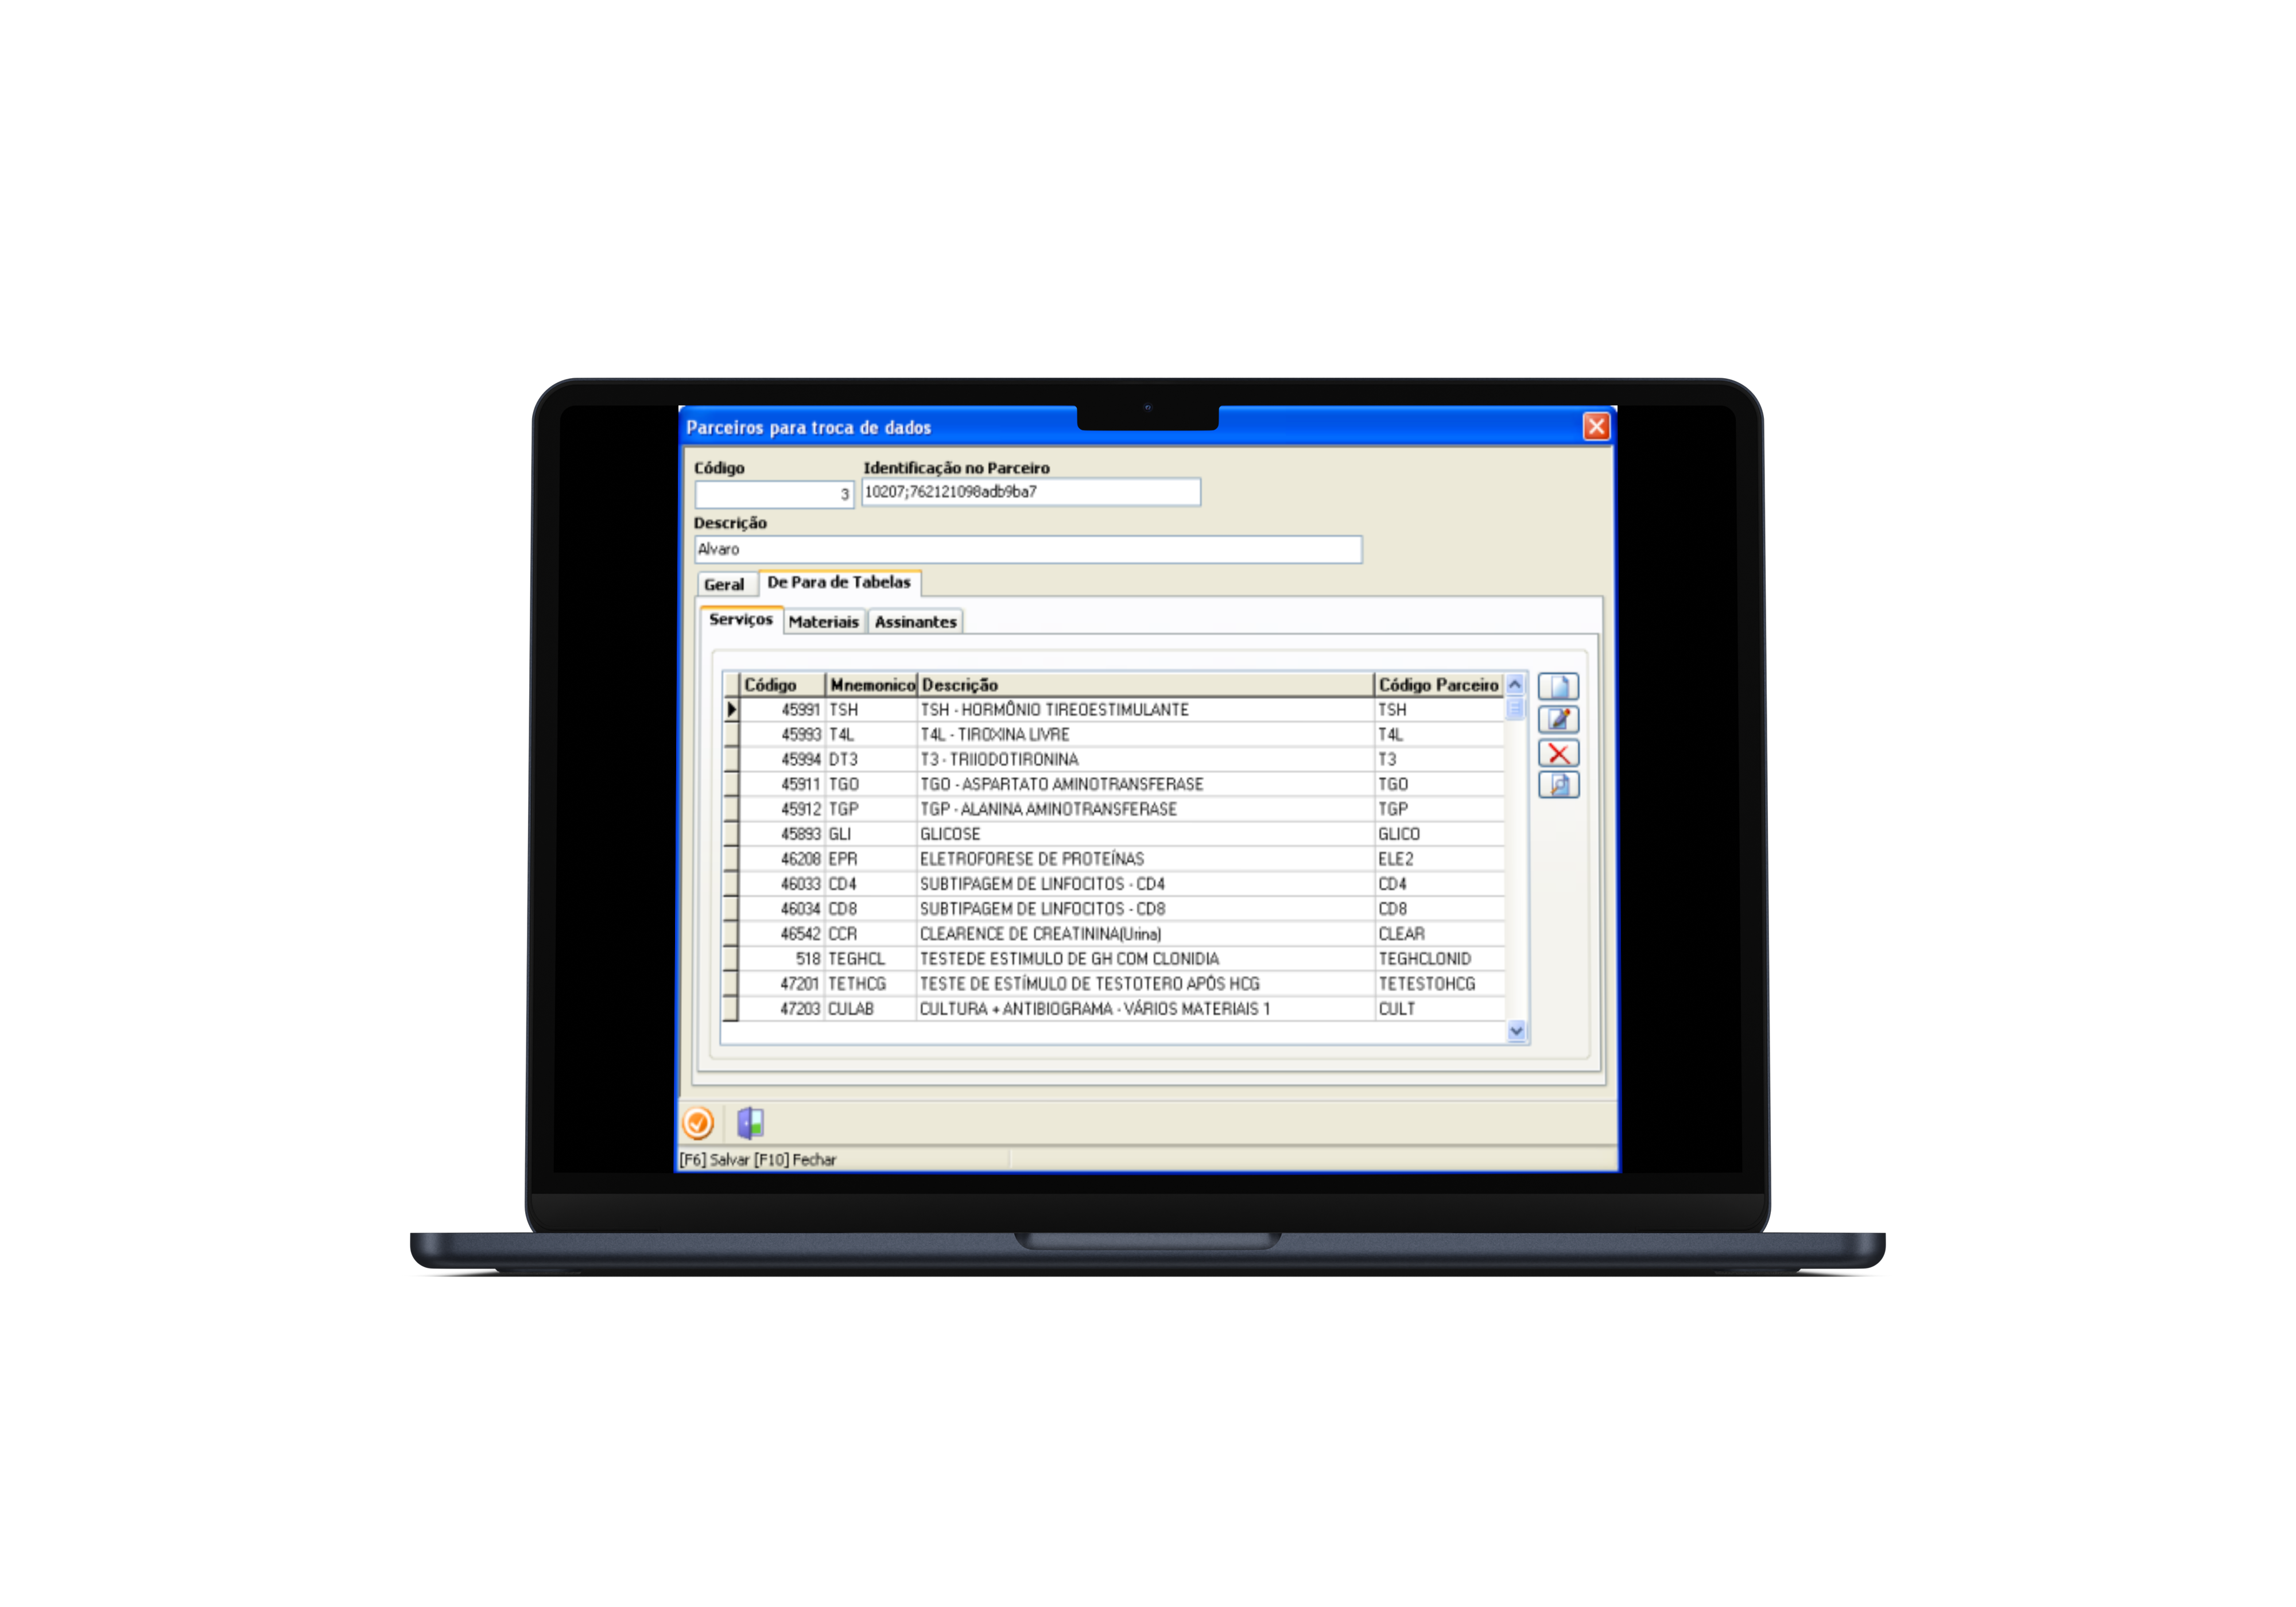 Parceiros para troca de dados
Código Identificação no Parceiro
3 10207;762121098adb9ba7
Descrição
Alvaro
Geral De Para de Tabelas
Serviços Materiais Assinantes
Código Mnemonico Descrição Código Parceiro
45991 TSH TSH - HORMÔNIO TIREOESTIMULANTE TSH
45993 T4L T4L - TIROXINA LIVRE T4L
45994 DT3 T3 - TRIIODOTIRONINA T3
45911 TGO TGO - ASPARTATO AMINOTRANSFERASE TGO
45912 TGP TGP - ALANINA AMINOTRANSFERASE TGP
45893 GLI GLICOSE GLICO
46208 EPR ELETROFORESE DE PROTEÍNAS ELE2
46033 CD4 SUBTIPAGEM DE LINFOCITOS - CD4 CD4
46034 CD8 SUBTIPAGEM DE LINFOCITOS - CD8 CD8
46542 CCR CLEARENCE DE CREATININA(Urina) CLEAR
518 TEGHCL TESTEDE ESTIMULO DE GH COM CLONIDIA TEGHCLONID
47201 TETHCG TESTE DE ESTÍMULO DE TESTOTERO APÓS HCG TETESTOHCG
47203 CULAB CULTURA + ANTIBIOGRAMA - VÁRIOS MATERIAIS 1 CULT
[F6] Salvar [F10] Fechar